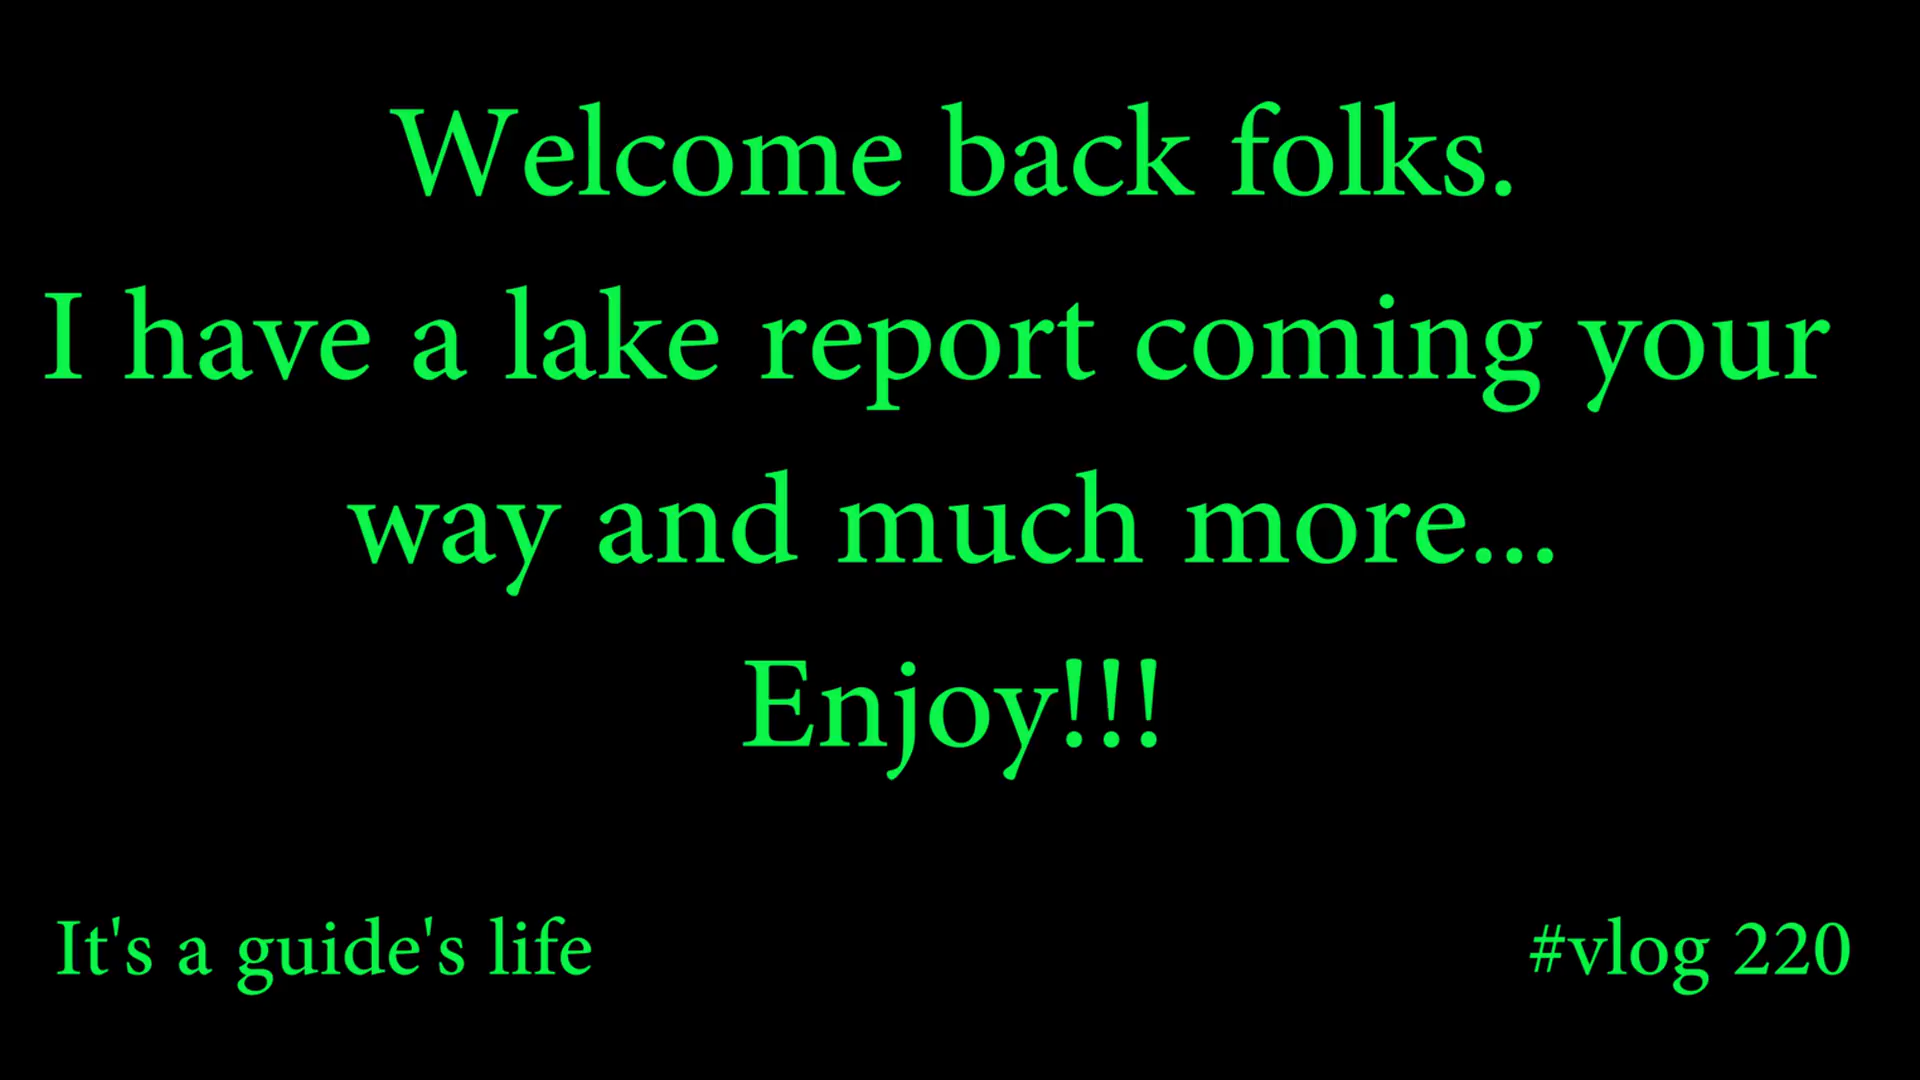 Welcome back folks.
I have a lake report coming your
way and much more...
Enjoy!!!
It's a guide's life
#vlog 220